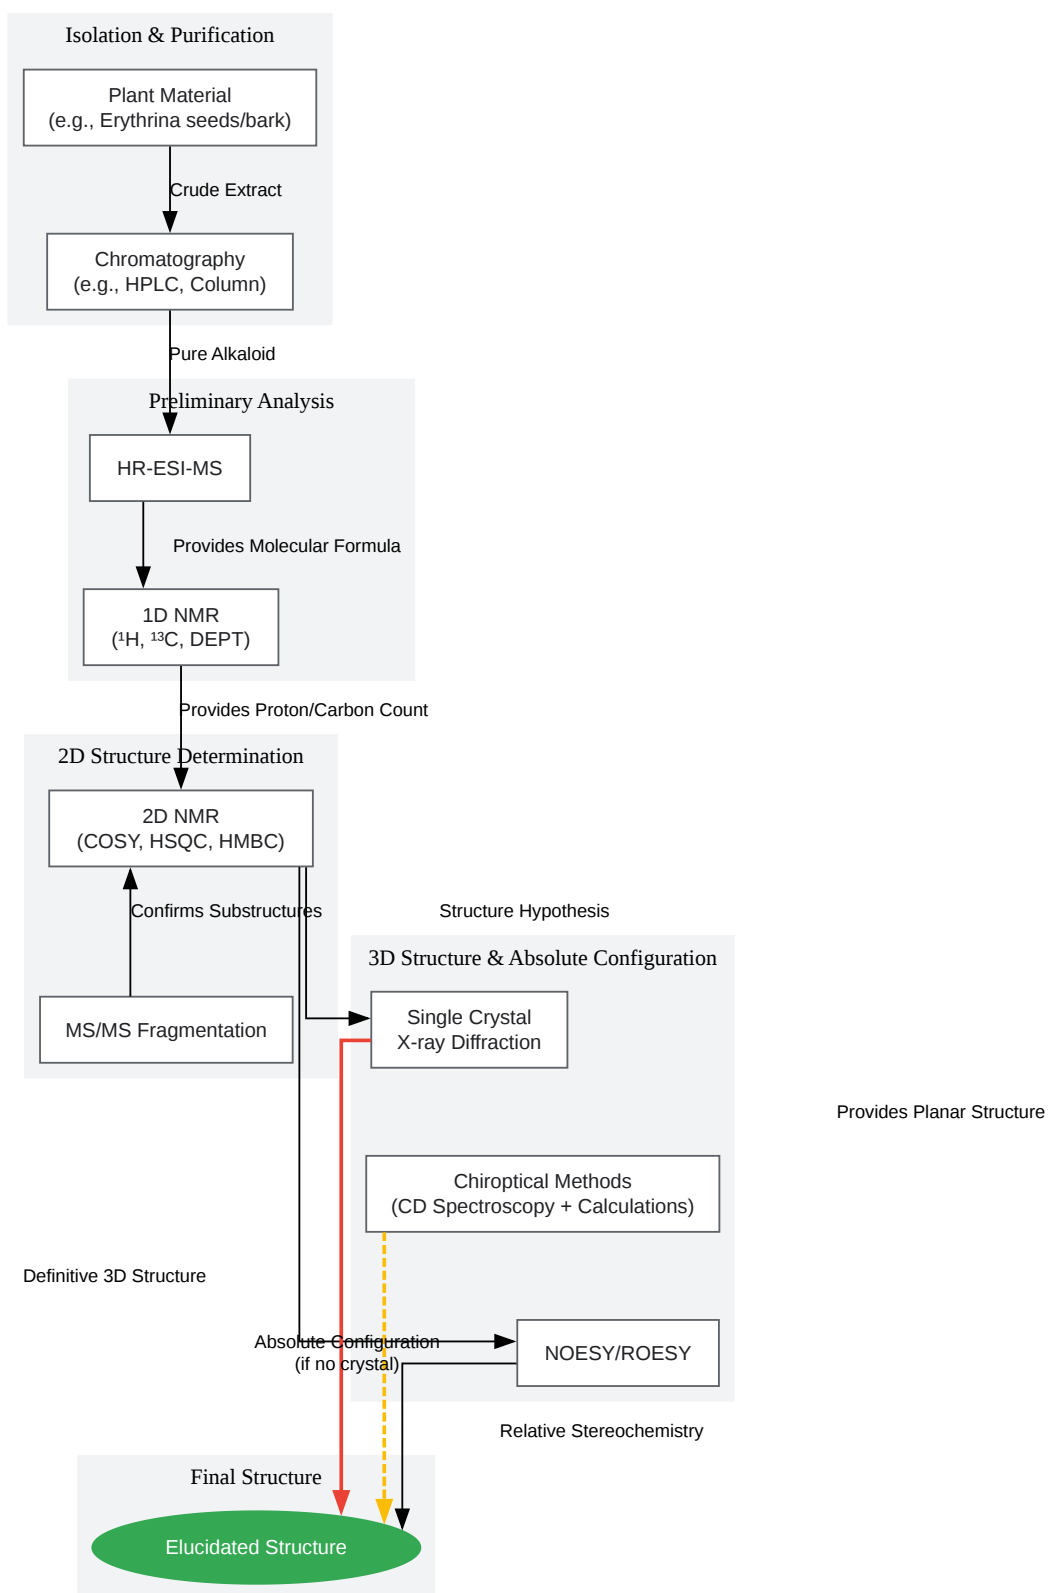 Isolation & Purification
Plant Material
(e.g., Erythrina seeds/bark)
Crude Extract
Chromatography
(e.g., HPLC, Column)
Pure Alkaloid
Preliminary Analysis
HR-ESI-MS
Provides Molecular Formula
1D NMR
(¹H, ¹³C, DEPT)
Provides Proton/Carbon Count
2D Structure Determination
2D NMR
(COSY, HSQC, HMBC)
Confirms Substructures
Structure Hypothesis
3D Structure & Absolute Configuration
Single Crystal
X-ray Diffraction
MS/MS Fragmentation
Provides Planar Structure
Chiroptical Methods
(CD Spectroscopy + Calculations)
Definitive 3D Structure
Absolute Configuration
(if no crystal)
NOESY/ROESY
Relative Stereochemistry
Final Structure
Elucidated Structure